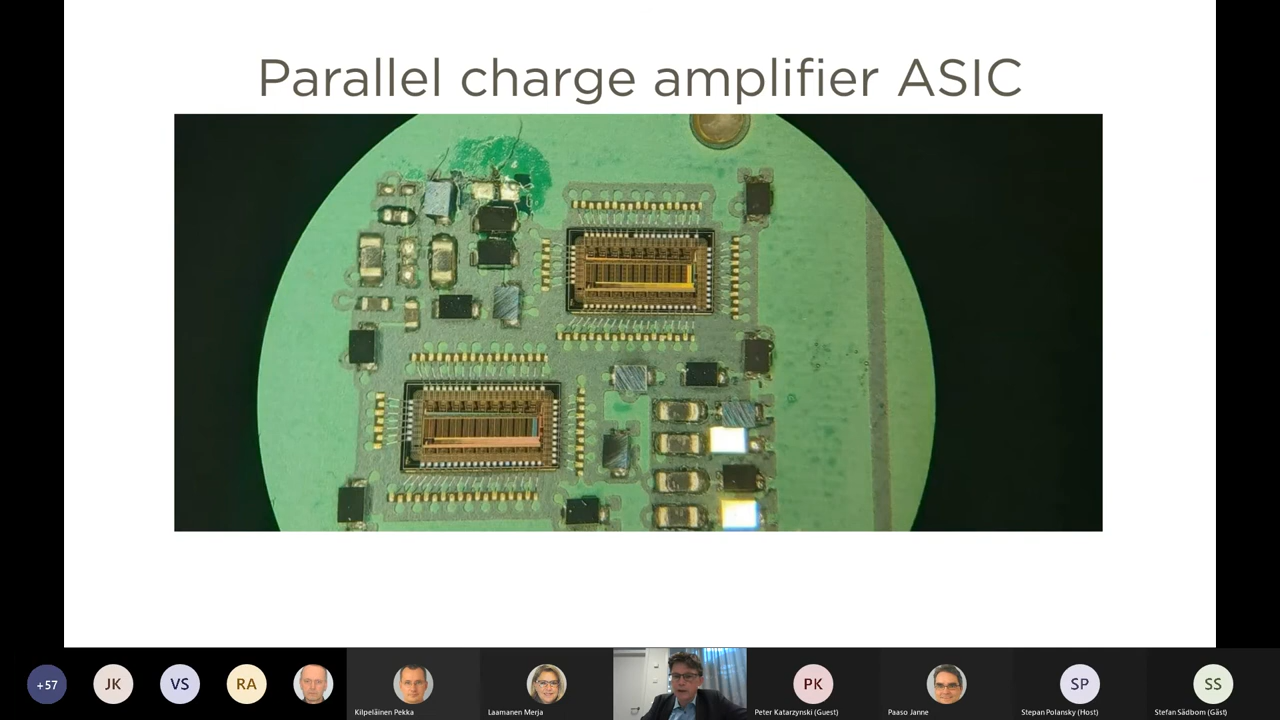 Parallel charge amplifier ASIC
+57
JK
VS
RA
PK
SP
SS
Kilpeläinen Pekka
Laamanen Merja
Peter Katarzynski (Guest)
Paaso Janne
Stepan Polansky (Host)
Stefan Sädbom (Gäst)